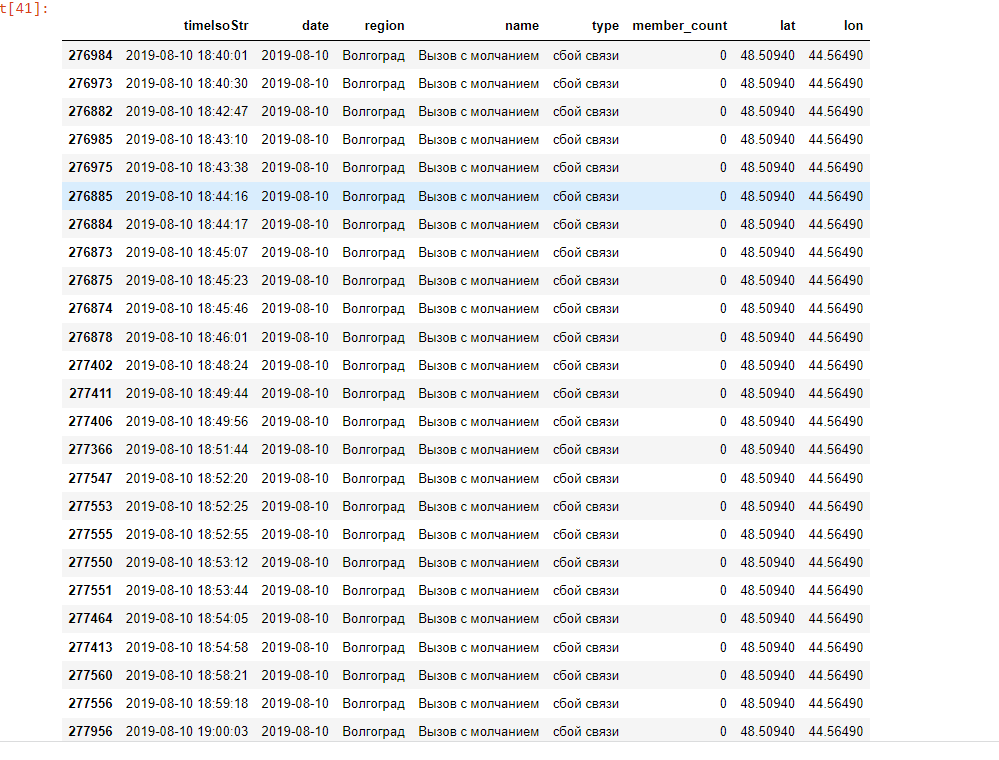 t[41]:
timeIsoStr date region name type member_count lat lon
276984 2019-08-10 18:40:01 2019-08-10 Волгоград Вызов с молчанием сбой связи 0 48.50940 44.56490
276973 2019-08-10 18:40:30 2019-08-10 Волгоград Вызов с молчанием сбой связи 0 48.50940 44.56490
276882 2019-08-10 18:42:47 2019-08-10 Волгоград Вызов с молчанием сбой связи 0 48.50940 44.56490
276985 2019-08-10 18:43:10 2019-08-10 Волгоград Вызов с молчанием сбой связи 0 48.50940 44.56490
276975 2019-08-10 18:43:38 2019-08-10 Волгоград Вызов с молчанием сбой связи 0 48.50940 44.56490
276885 2019-08-10 18:44:16 2019-08-10 Волгоград Вызов с молчанием сбой связи 0 48.50940 44.56490
276884 2019-08-10 18:44:17 2019-08-10 Волгоград Вызов с молчанием сбой связи 0 48.50940 44.56490
276873 2019-08-10 18:45:07 2019-08-10 Волгоград Вызов с молчанием сбой связи 0 48.50940 44.56490
276875 2019-08-10 18:45:23 2019-08-10 Волгоград Вызов с молчанием сбой связи 0 48.50940 44.56490
276874 2019-08-10 18:45:46 2019-08-10 Волгоград Вызов с молчанием сбой связи 0 48.50940 44.56490
276878 2019-08-10 18:46:01 2019-08-10 Волгоград Вызов с молчанием сбой связи 0 48.50940 44.56490
277402 2019-08-10 18:48:24 2019-08-10 Волгоград Вызов с молчанием сбой связи 0 48.50940 44.56490
277411 2019-08-10 18:49:44 2019-08-10 Волгоград Вызов с молчанием сбой связи 0 48.50940 44.56490
277406 2019-08-10 18:49:56 2019-08-10 Волгоград Вызов с молчанием сбой связи 0 48.50940 44.56490
277366 2019-08-10 18:51:44 2019-08-10 Волгоград Вызов с молчанием сбой связи 0 48.50940 44.56490
277547 2019-08-10 18:52:20 2019-08-10 Волгоград Вызов с молчанием сбой связи 0 48.50940 44.56490
277553 2019-08-10 18:52:25 2019-08-10 Волгоград Вызов с молчанием сбой связи 0 48.50940 44.56490
277555 2019-08-10 18:52:55 2019-08-10 Волгоград Вызов с молчанием сбой связи 0 48.50940 44.56490
277550 2019-08-10 18:53:12 2019-08-10 Волгоград Вызов с молчанием сбой связи 0 48.50940 44.56490
277551 2019-08-10 18:53:44 2019-08-10 Волгоград Вызов с молчанием сбой связи 0 48.50940 44.56490
277464 2019-08-10 18:54:05 2019-08-10 Волгоград Вызов с молчанием сбой связи 0 48.50940 44.56490
277413 2019-08-10 18:54:58 2019-08-10 Волгоград Вызов с молчанием сбой связи 0 48.50940 44.56490
277560 2019-08-10 18:58:21 2019-08-10 Волгоград Вызов с молчанием сбой связи 0 48.50940 44.56490
277556 2019-08-10 18:59:18 2019-08-10 Волгоград Вызов с молчанием сбой связи 0 48.50940 44.56490
277956 2019-08-10 19:00:03 2019-08-10 Волгоград Вызов с молчанием сбой связи 0 48.50940 44.56490